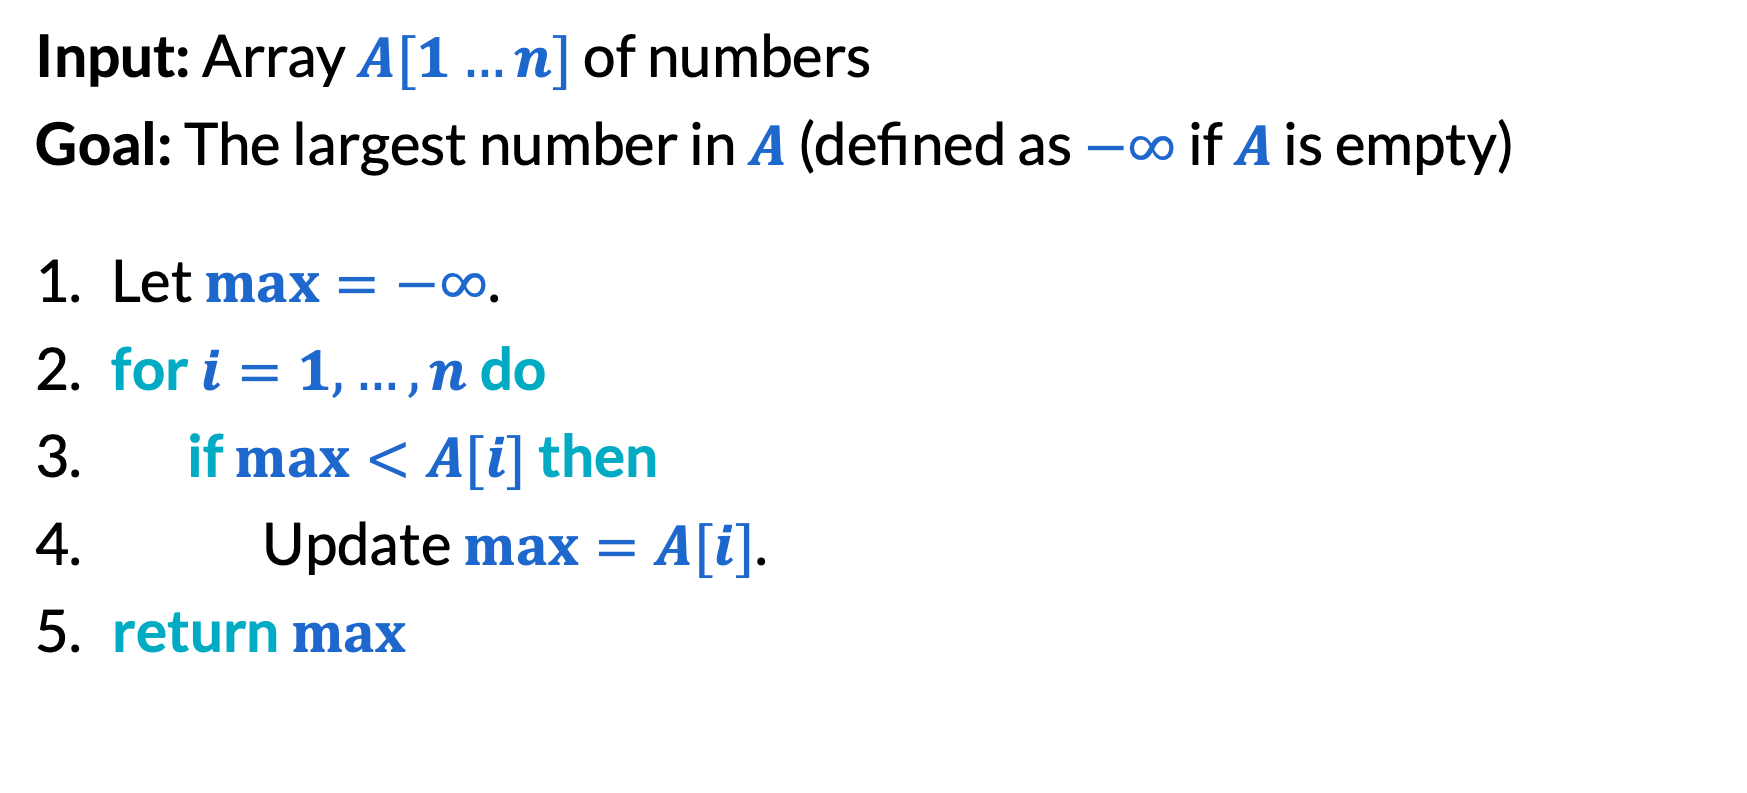 Input: Array A[1 … n] of numbers
Goal: The largest number in A (defined as −∞ if A is empty)
1. Let max = −∞.
2. for i = 1, … , n do
3. if max < A[i] then
4. Update max = A[i].
5. return max